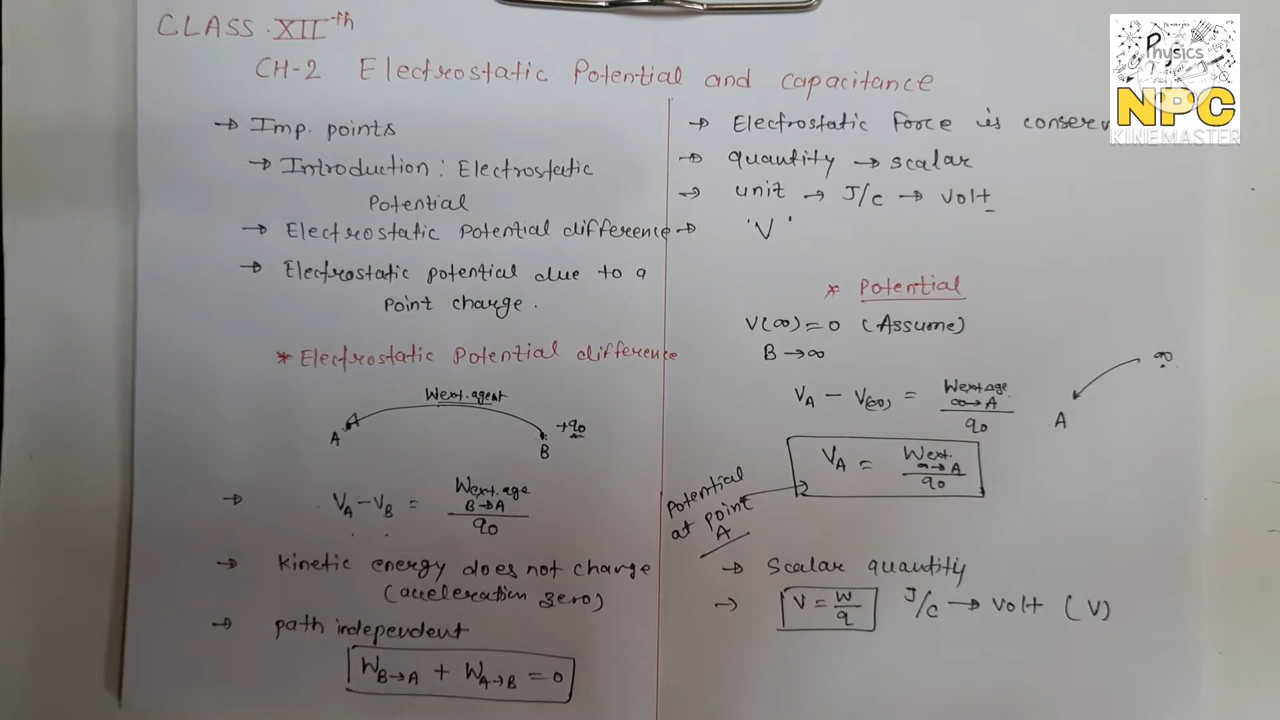 CLASS XIIth
CH-2 Electrostatic Potential and capacitance
→ Imp. points
→ Introduction : Electrostatic
Potential
→ Electrostatic Potential difference
→ Electrostatic potential due to a
Point charge.
* Electrostatic Potential difference
Wext.agent
A
+q0
B
→ VA - VB = Wext.age B→A / q0
→ kinetic energy does not change
(acceleration zero)
→ path independent
WB→A + WA→B = 0
→ Electrostatic force is conserv
→ quantity → scalar
→ unit → J/C → volt
→ 'V'
* Potential
V(∞) = 0 (Assume)
B → ∞
VA - V(∞) = Wext.age ∞→A / q0
A
VA = Wext. ∞→A / q0
Potential
at point
A
→ Scalar quantity
→ V = W/q J/C → volt (V)
Physics
NPC
KINEMASTER